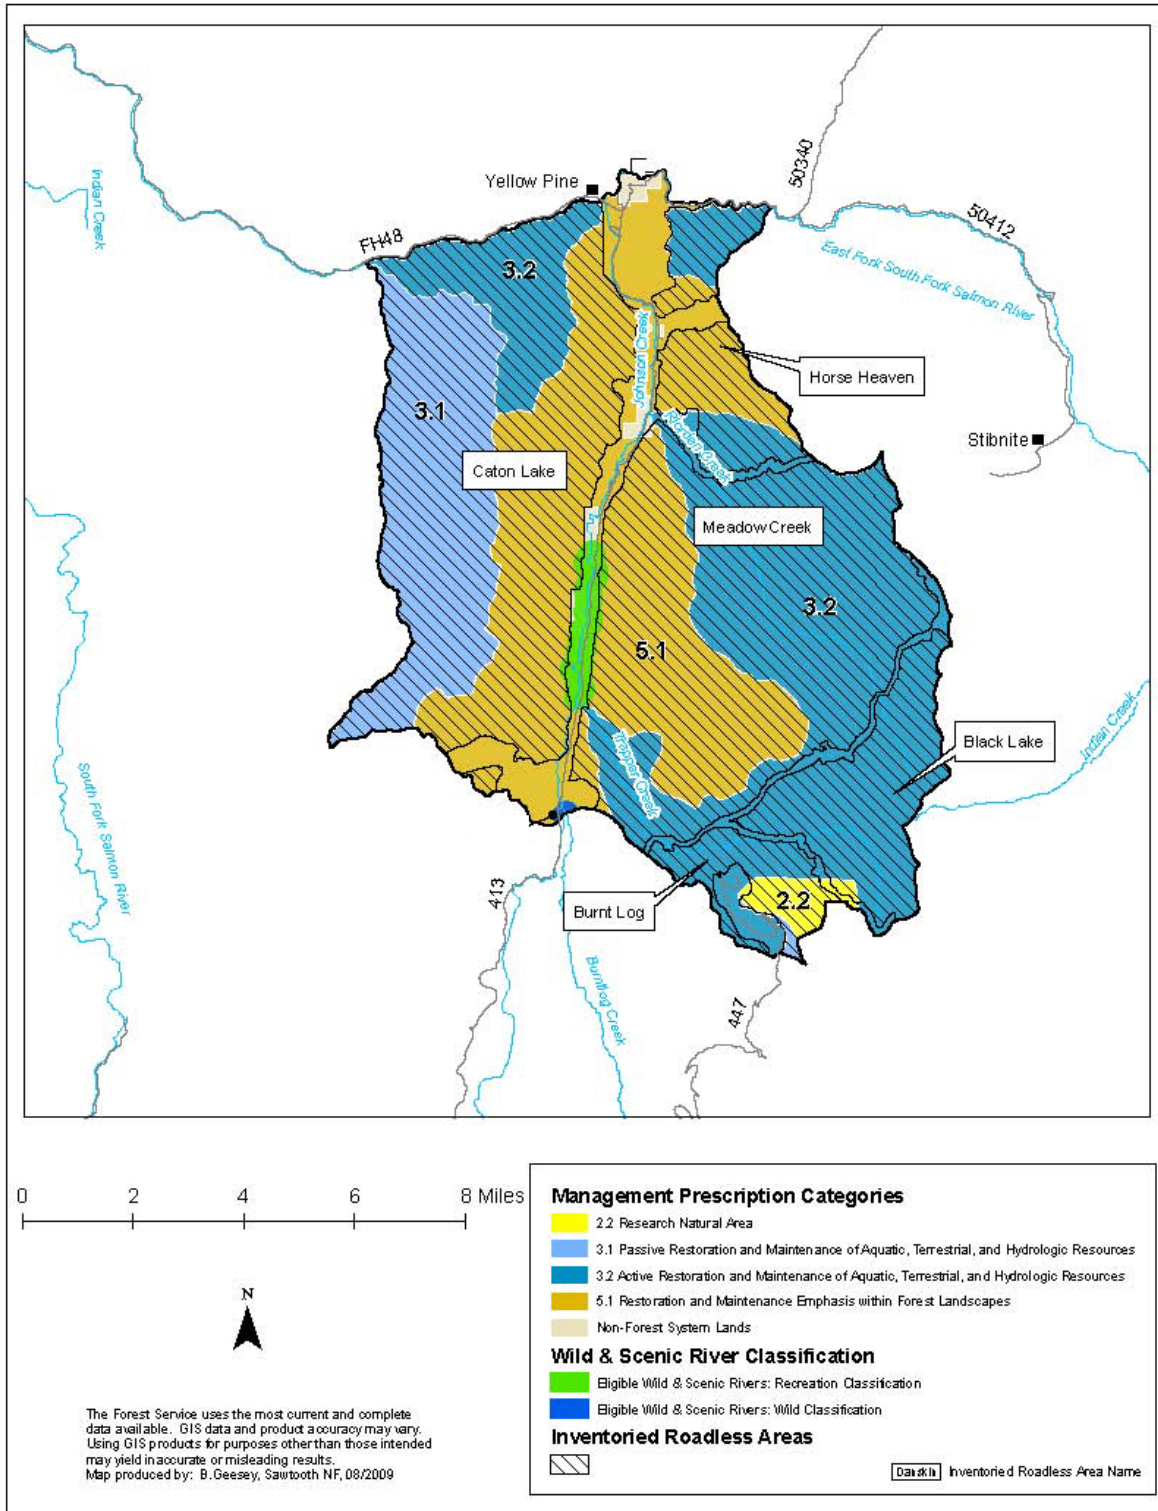 50340
Yellow Pine
Indian Creek
50412
FH48
3.2
East Fork South Fork Salmon River
Johnson Creek
Horse Heaven
3.1
Riordan Creek
Stibnite
Caton Lake
Meadow Creek
3.2
5.1
Indian Creek
Black Lake
Trapper Creek
South Fork Salmon River
413
2.2
Burnt Log
Burntlog Creek
447
0 2 4 6 8 Miles
N
Management Prescription Categories
2.2 Research Natural Area
3.1 Passive Restoration and Maintenance of Aquatic, Terrestrial, and Hydrologic Resources
3.2 Active Restoration and Maintenance of Aquatic, Terrestrial, and Hydrologic Resources
5.1 Restoration and Maintenance Emphasis within Forest Landscapes
Non-Forest System Lands
Wild & Scenic River Classification
Eligible Wild & Scenic Rivers: Recreation Classification
Eligible Wild & Scenic Rivers: Wild Classification
Inventoried Roadless Areas
Danskin Inventoried Roadless Area Name
The Forest Service uses the most current and complete
data available. GIS data and product accuracy may vary.
Using GIS products for purposes other than those intended
may yield inaccurate or misleading results.
Map produced by: B.Geesey, Sawtooth NF, 08/2009